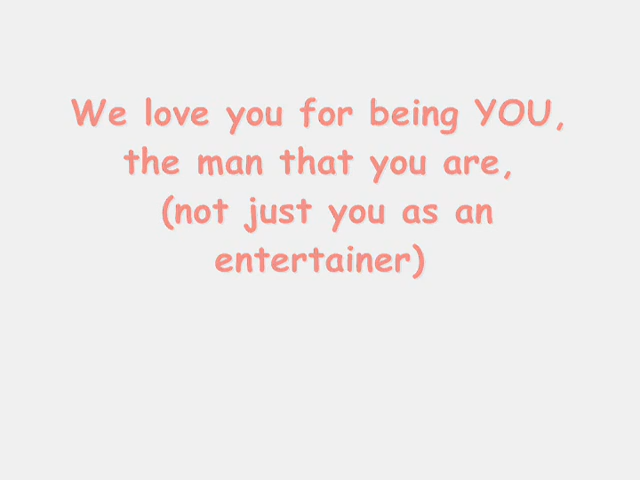 We love you for being YOU,
the man that you are,
(not just you as an
entertainer)